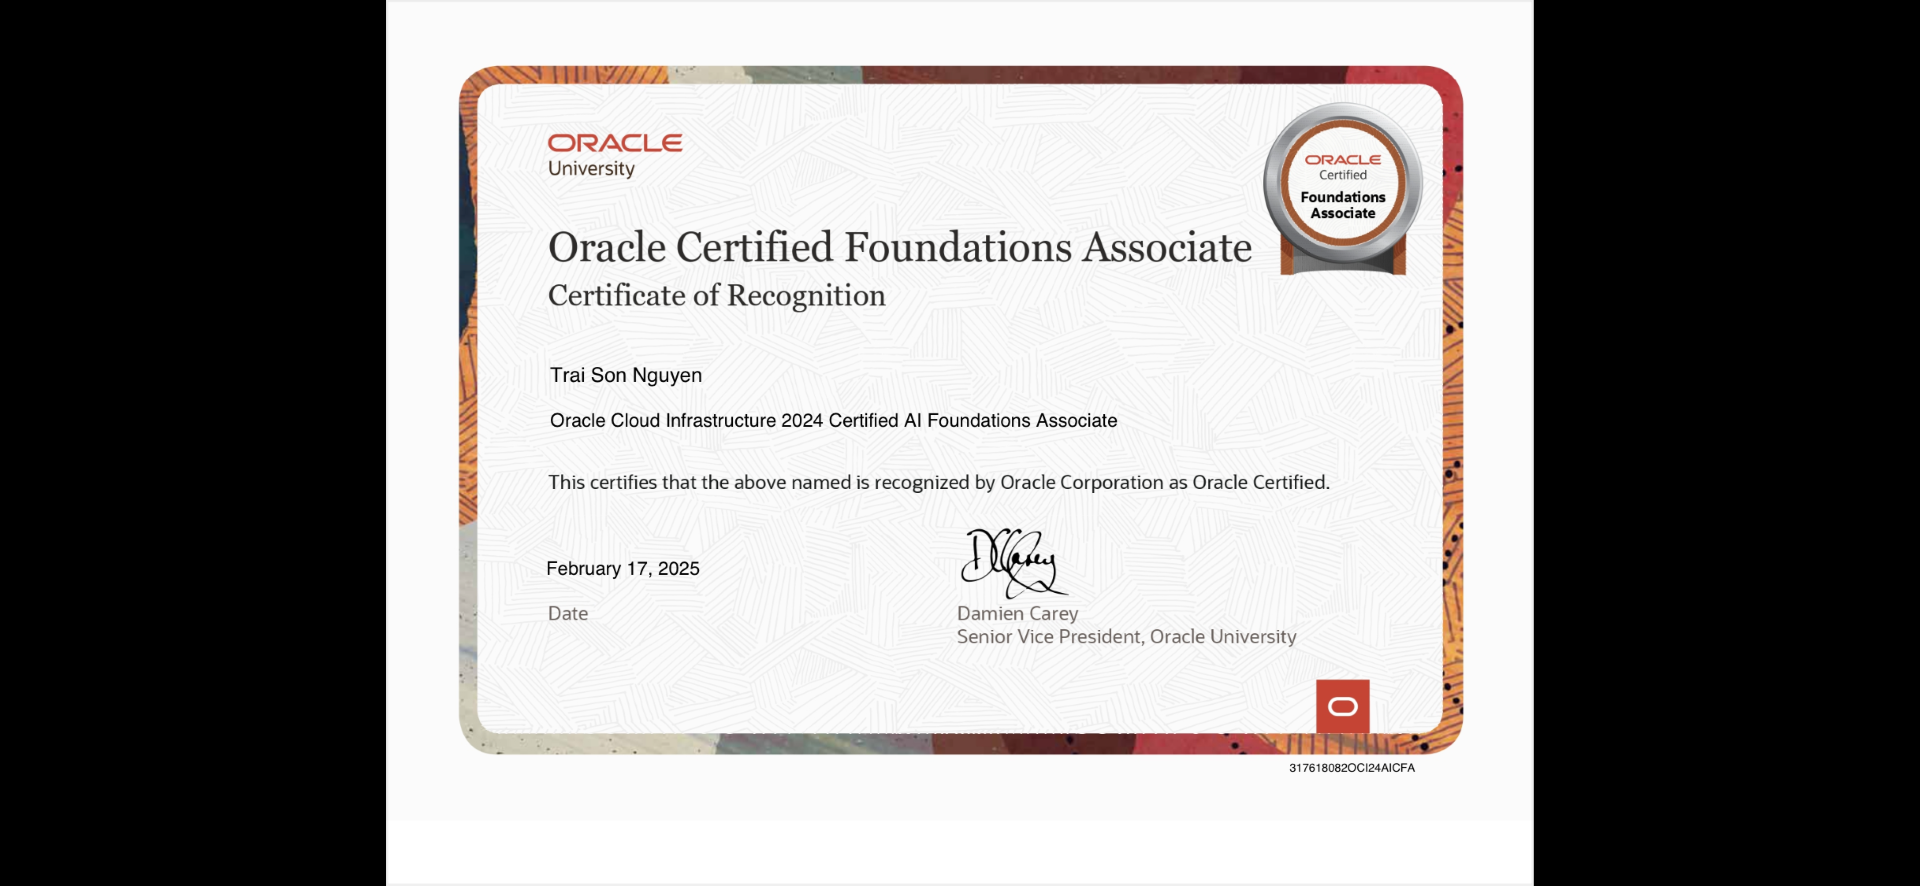 ORACLE
University
ORACLE
Certified
Foundations
Associate
Oracle Certified Foundations Associate
Certificate of Recognition
Trai Son Nguyen
Oracle Cloud Infrastructure 2024 Certified AI Foundations Associate
This certifies that the above named is recognized by Oracle Corporation as Oracle Certified.
DCCarey
February 17, 2025
Date
Damien Carey
Senior Vice President, Oracle University
317618082OCI24AICFA